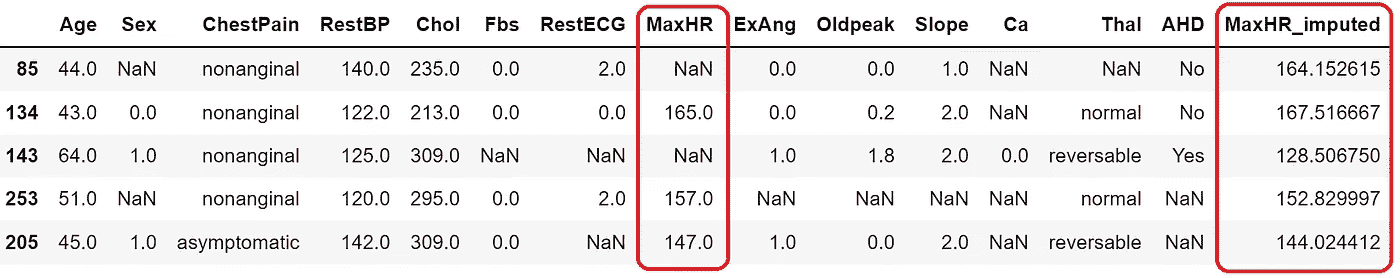 Age Sex ChestPain RestBP Chol Fbs RestECG MaxHR ExAng Oldpeak Slope Ca Thal AHD MaxHR_imputed
85 44.0 NaN nonanginal 140.0 235.0 0.0 2.0 NaN 0.0 0.0 1.0 NaN NaN No 164.152615
134 43.0 0.0 nonanginal 122.0 213.0 0.0 0.0 165.0 0.0 0.2 2.0 NaN normal No 167.516667
143 64.0 1.0 nonanginal 125.0 309.0 NaN NaN NaN 1.0 1.8 2.0 0.0 reversable Yes 128.506750
253 51.0 NaN nonanginal 120.0 295.0 0.0 2.0 157.0 NaN NaN NaN NaN normal NaN 152.829997
205 45.0 1.0 asymptomatic 142.0 309.0 0.0 NaN 147.0 1.0 0.0 2.0 NaN reversable NaN 144.024412